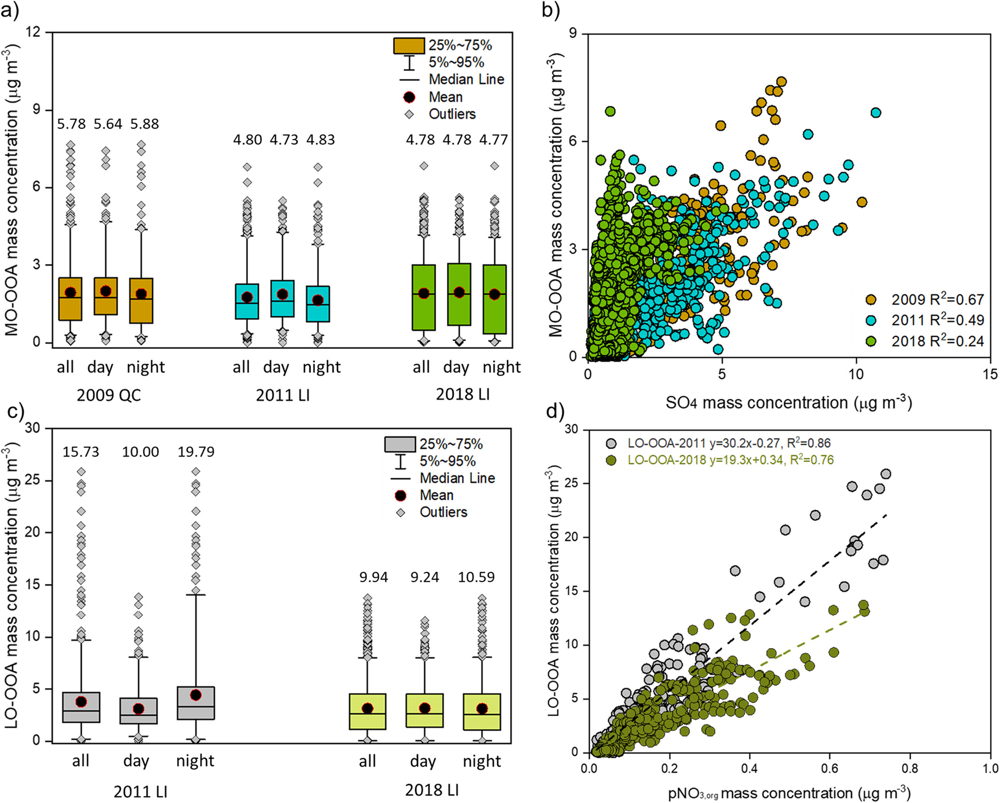 a)
12
9
6
3
0
MO-OOA mass concentration (μg m-3)
25%~75%
5%~95%
Median Line
Mean
Outliers
5.78 5.64 5.88
4.80 4.73 4.83
4.78 4.78 4.77
all day night
all day night
all day night
2009 QC
2011 LI
2018 LI
b)
9
6
3
0
MO-OOA mass concentration (μg m-3)
2009 R2=0.67
2011 R2=0.49
2018 R2=0.24
0 5 10 15
SO4 mass concentration (μg m-3)
c)
30
25
20
15
10
5
0
LO-OOA mass concentration (μg m-3)
25%~75%
5%~95%
Median Line
Mean
Outliers
15.73 10.00 19.79
9.94 9.24 10.59
all day night
all day night
2011 LI
2018 LI
d)
30
25
20
15
10
5
0
LO-OOA mass concentration (μg m-3)
LO-OOA-2011 y=30.2x-0.27, R2=0.86
LO-OOA-2018 y=19.3x+0.34, R2=0.76
0.0 0.2 0.4 0.6 0.8 1.0
pNO3,org mass concentration (μg m-3)